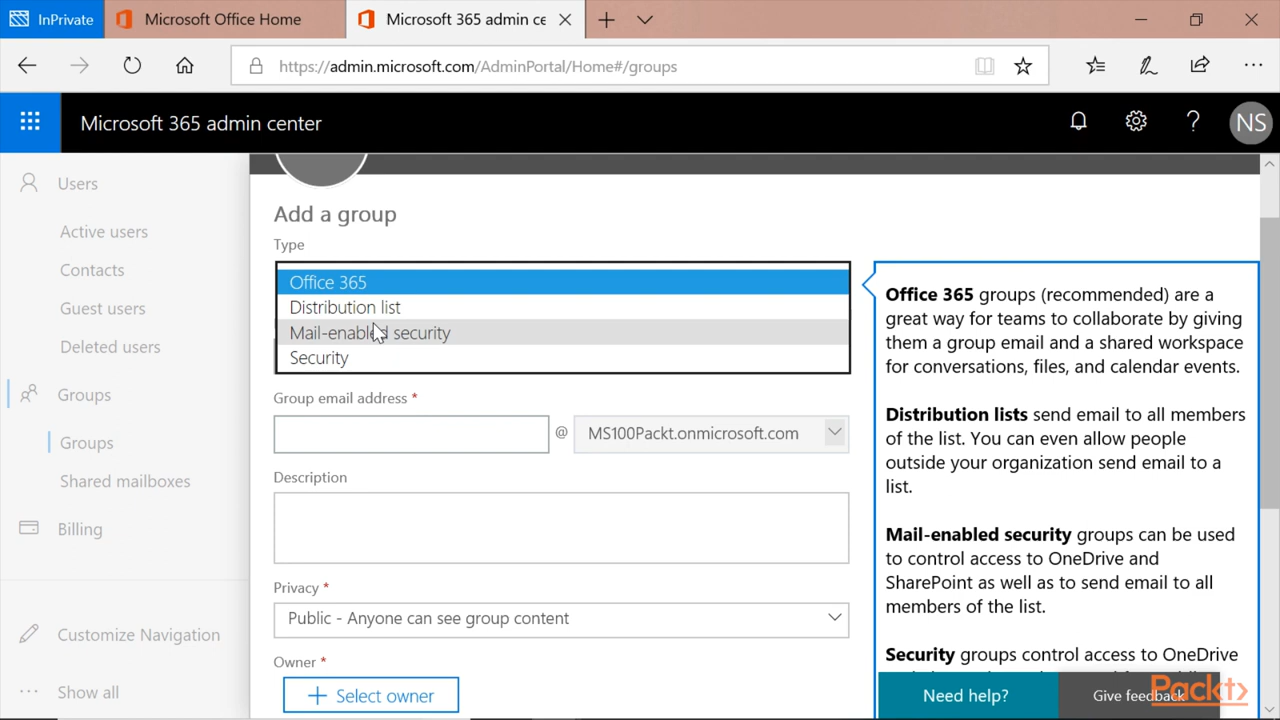 InPrivate
Microsoft Office Home
Microsoft 365 admin ce
https://admin.microsoft.com/AdminPortal/Home#/groups
Microsoft 365 admin center
NS
Users
Active users
Contacts
Guest users
Deleted users
Groups
Groups
Shared mailboxes
Billing
Customize Navigation
Show all
Add a group
Type
Office 365
Distribution list
Mail-enabled security
Security
Group email address *
@ MS100Packt.onmicrosoft.com
Description
Privacy *
Public - Anyone can see group content
Owner *
Select owner
Office 365 groups (recommended) are a
great way for teams to collaborate by giving
them a group email and a shared workspace
for conversations, files, and calendar events.
Distribution lists send email to all members
of the list. You can even allow people
outside your organization send email to a
list.
Mail-enabled security groups can be used
to control access to OneDrive and
SharePoint as well as to send email to all
members of the list.
Security groups control access to OneDrive
Need help?
Give feedback
Packt>